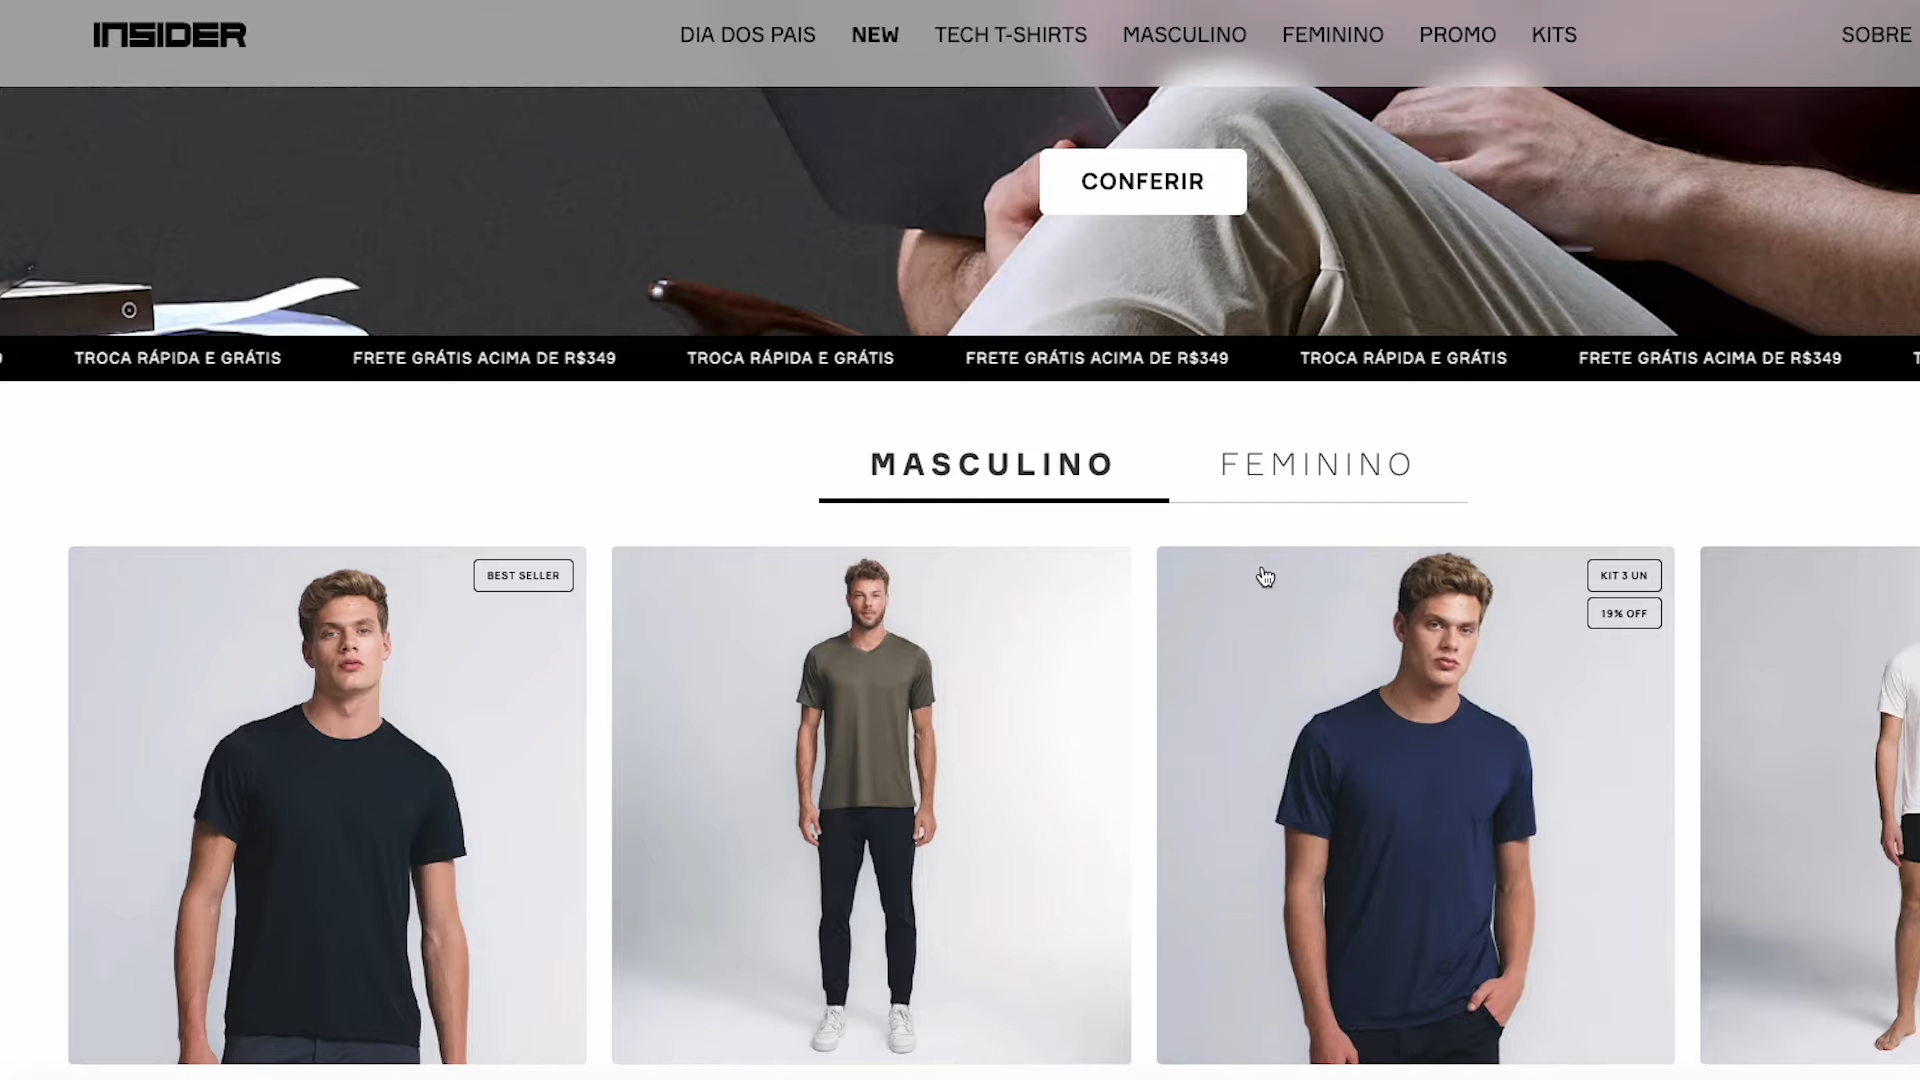 INSIDER
DIA DOS PAIS NEW TECH T-SHIRTS MASCULINO FEMININO PROMO KITS SOBRE
CONFERIR
TROCA RÁPIDA E GRÁTIS FRETE GRÁTIS ACIMA DE R$349 TROCA RÁPIDA E GRÁTIS FRETE GRÁTIS ACIMA DE R$349 TROCA RÁPIDA E GRÁTIS FRETE GRÁTIS ACIMA DE R$349
MASCULINO FEMININO
BEST SELLER
KIT 3 UN
19% OFF